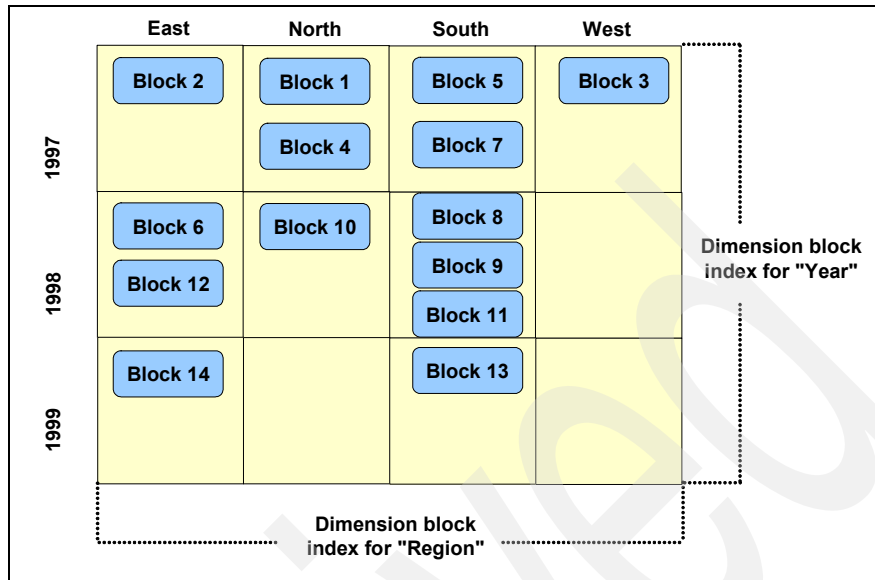 East North South West
1997
Block 2 Block 1 Block 5 Block 3
Block 4 Block 7
1998
Block 6 Block 10 Block 8
Block 9
Block 12
Block 11
1999
Block 14 Block 13
Dimension block
index for "Year"
Dimension block
index for "Region"